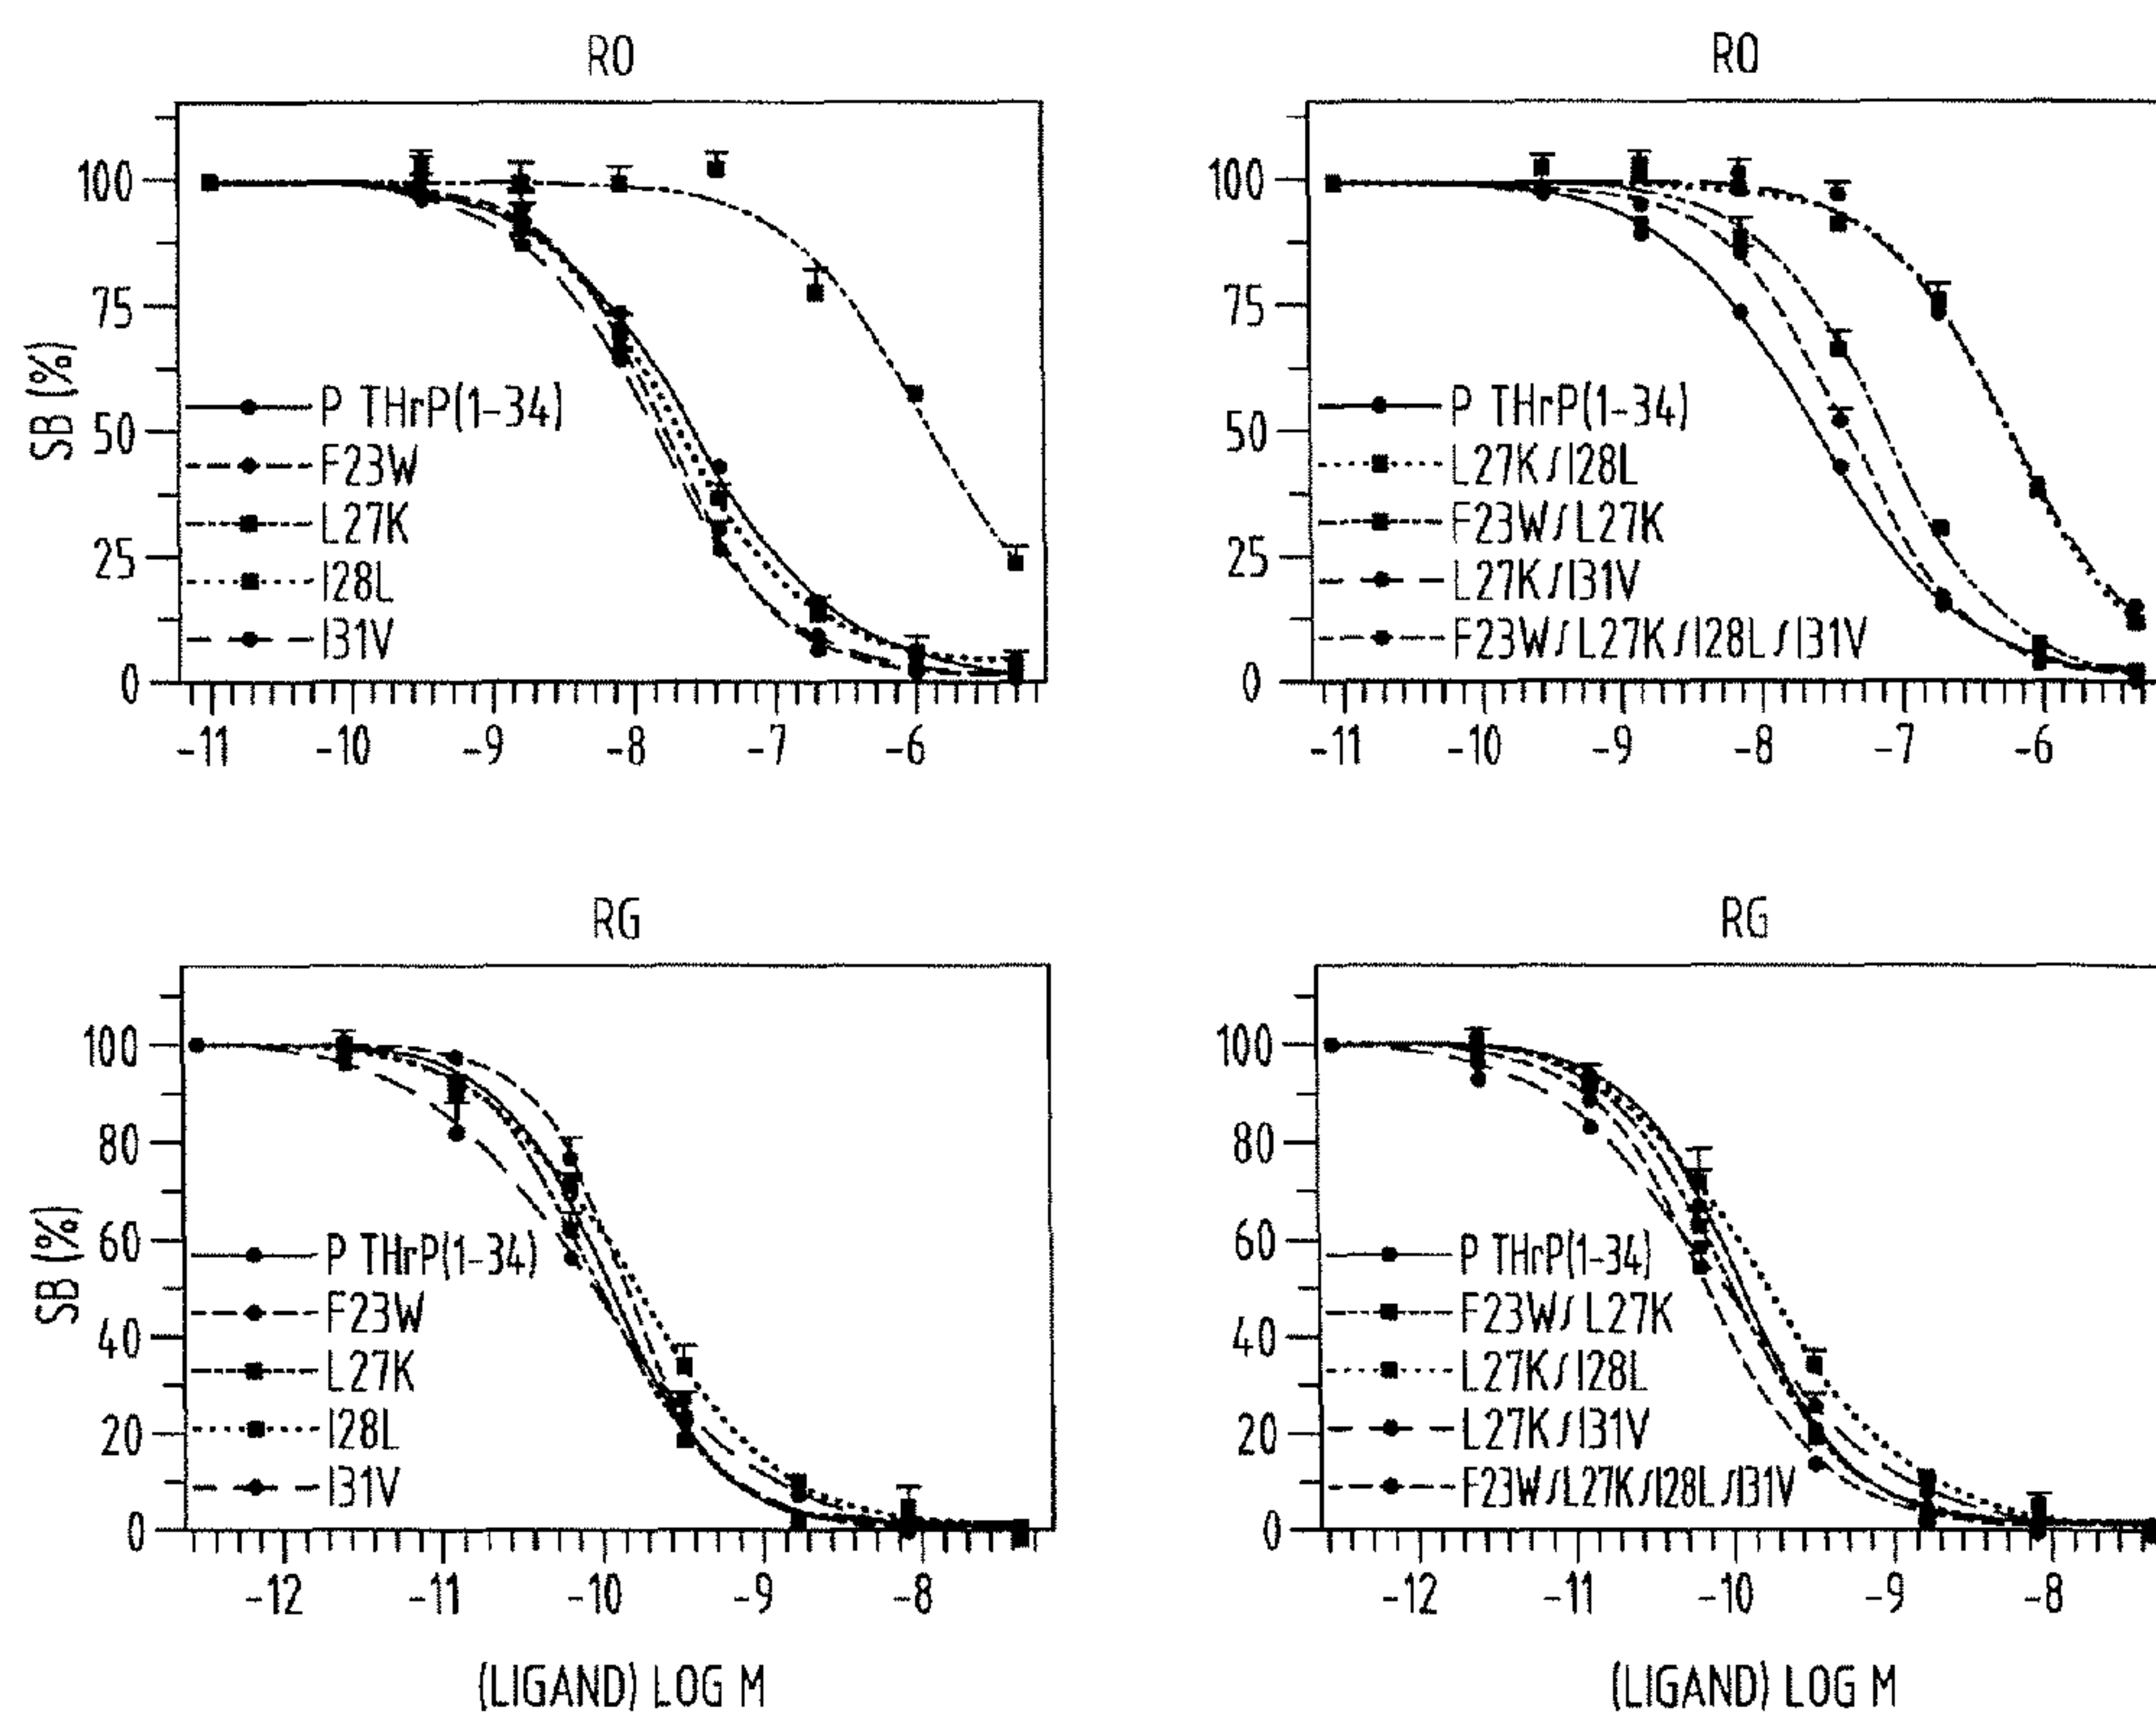 R0
SB (%)
100
75
50
25
0
P THrP(1-34)
F23W
L27K
I28L
I31V
-11 -10 -9 -8 -7 -6
R0
100
75
50
25
0
P THrP(1-34)
L27K/I28L
F23W/L27K
L27K/I31V
F23W/L27K/I28L/I31V
-11 -10 -9 -8 -7 -6
RG
SB (%)
100
80
60
40
20
0
P THrP(1-34)
F23W
L27K
I28L
I31V
-12 -11 -10 -9 -8
(LIGAND) LOG M
RG
100
80
60
40
20
0
P THrP(1-34)
F23W/L27K
L27K/I28L
L27K/I31V
F23W/L27K/I28L/I31V
-12 -11 -10 -9 -8
(LIGAND) LOG M